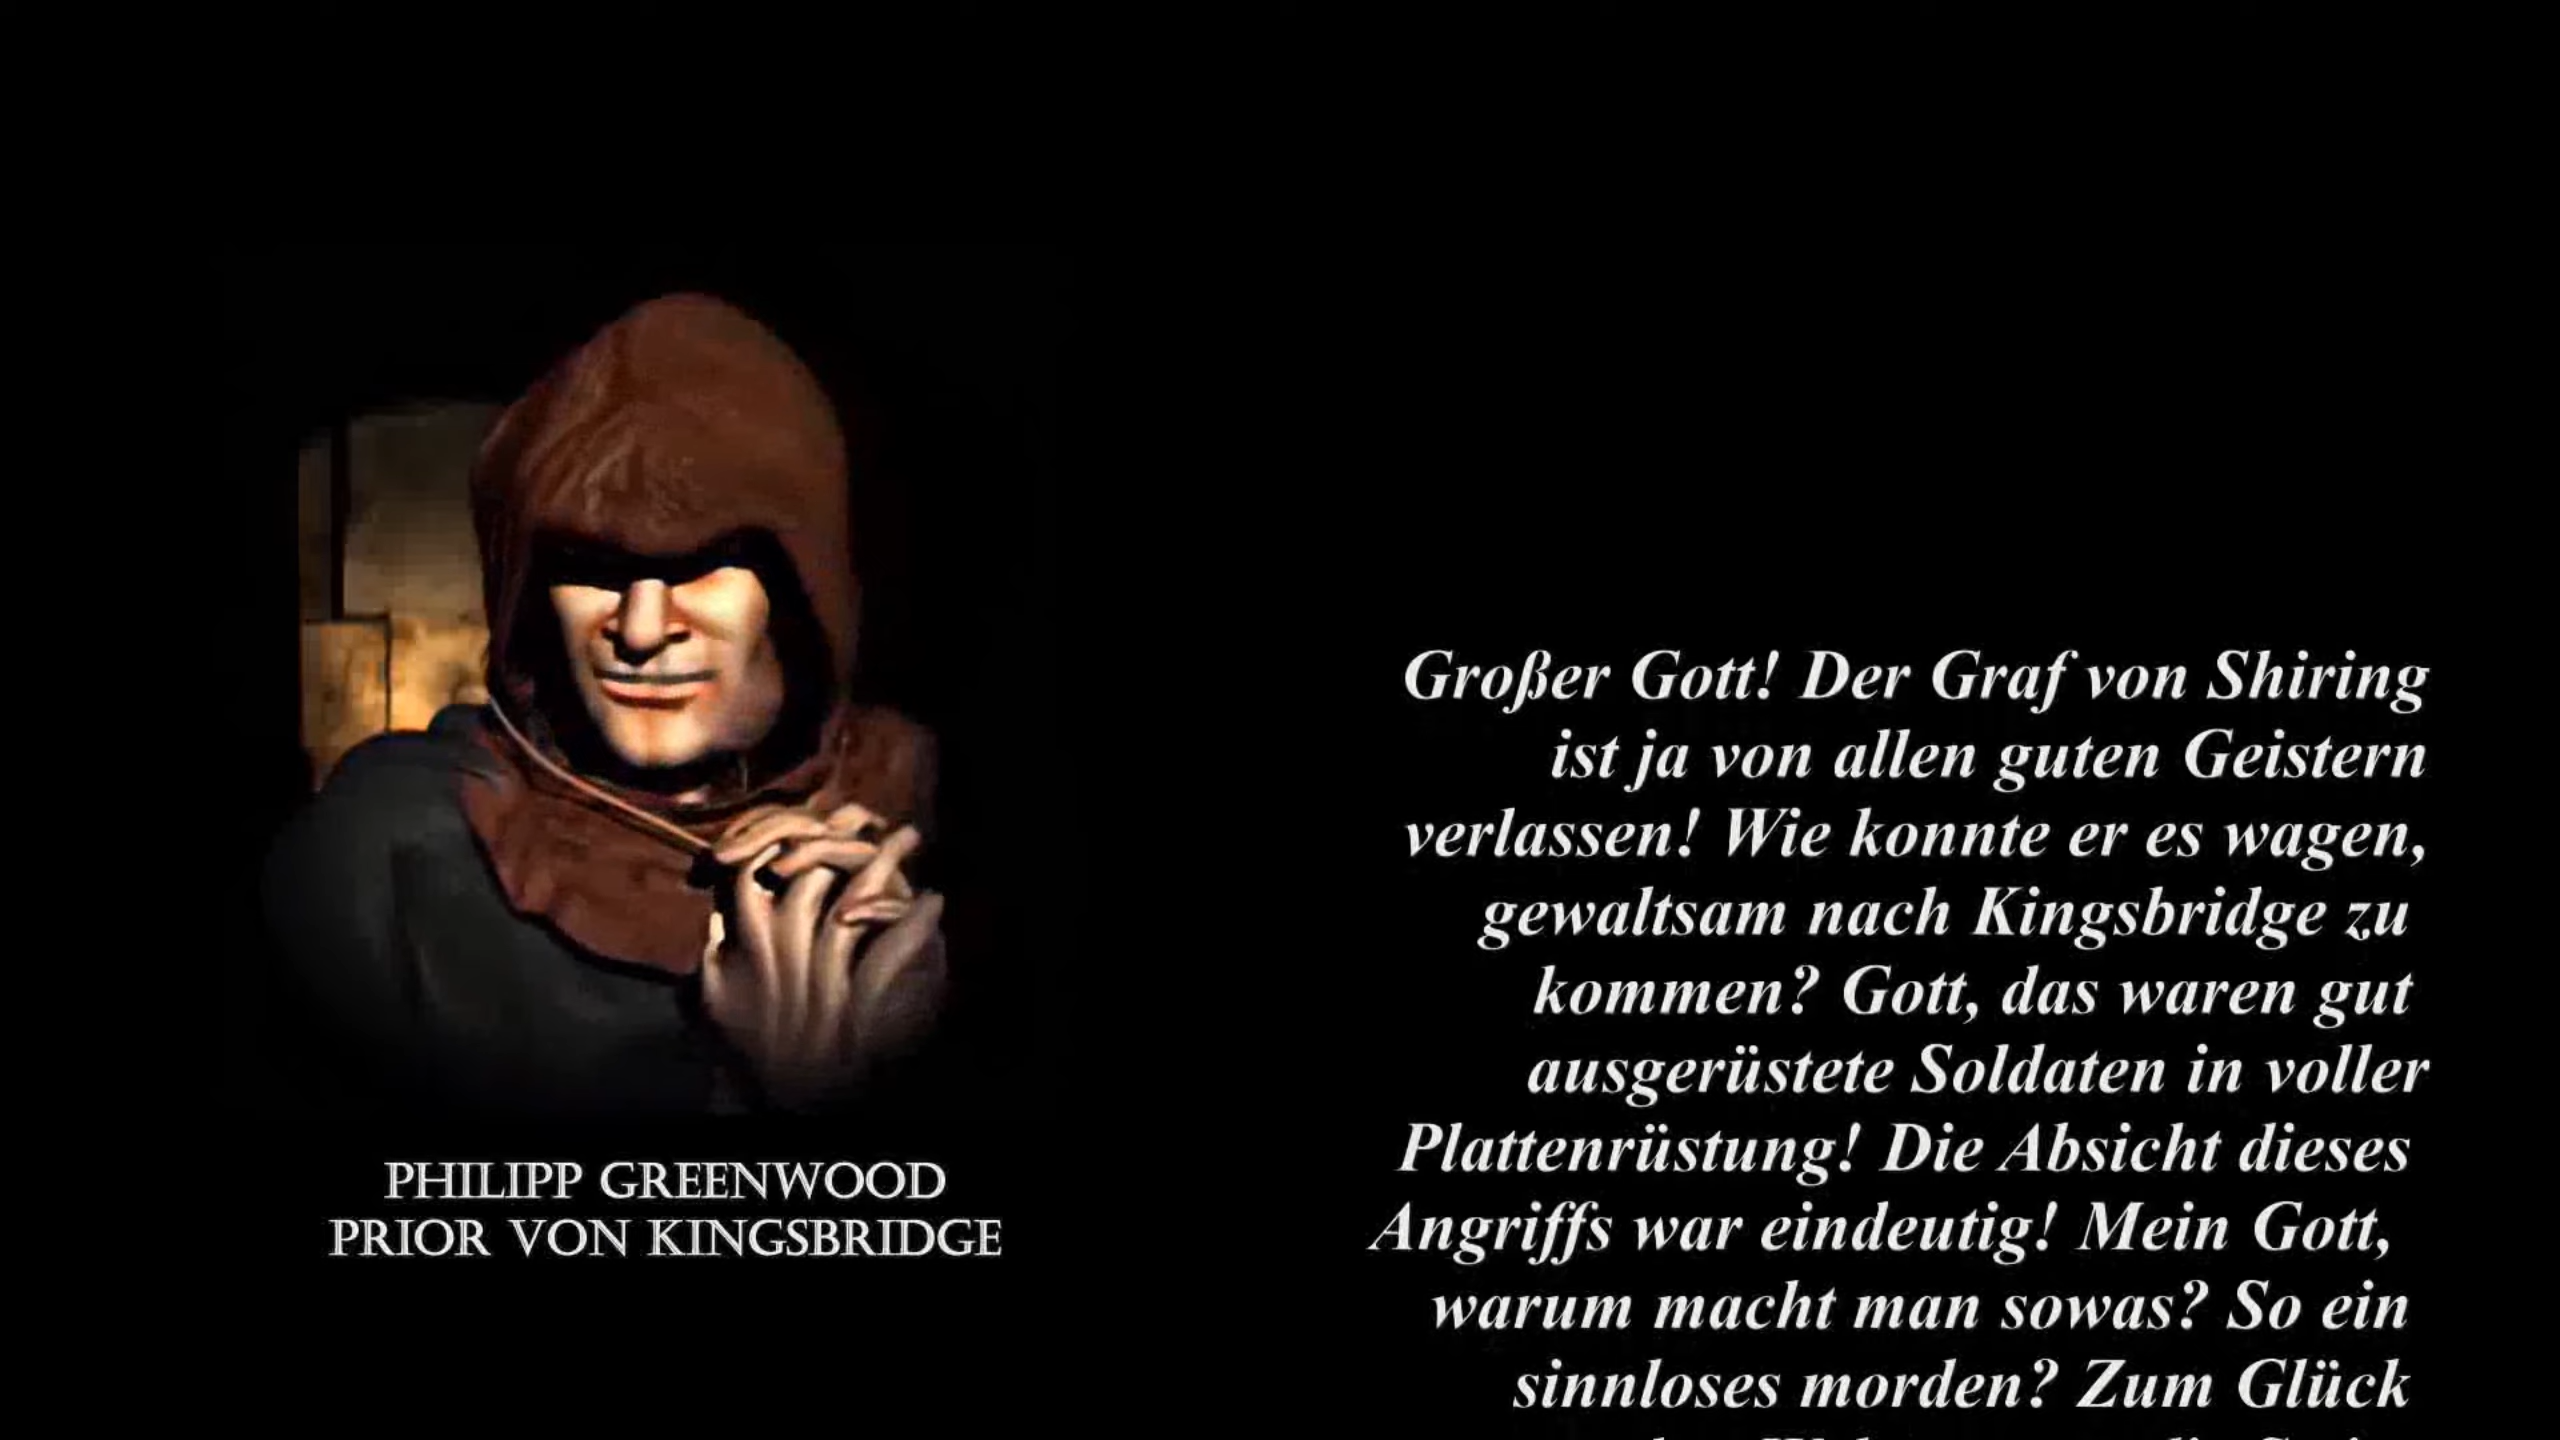 PHILIPP GREENWOOD
PRIOR VON KINGSBRIDGE
Großer Gott! Der Graf von Shiring
ist ja von allen guten Geistern
verlassen! Wie konnte er es wagen,
gewaltsam nach Kingsbridge zu
kommen? Gott, das waren gut
ausgerüstete Soldaten in voller
Plattenrüstung! Die Absicht dieses
Angriffs war eindeutig! Mein Gott,
warum macht man sowas? So ein
sinnloses morden? Zum Glück